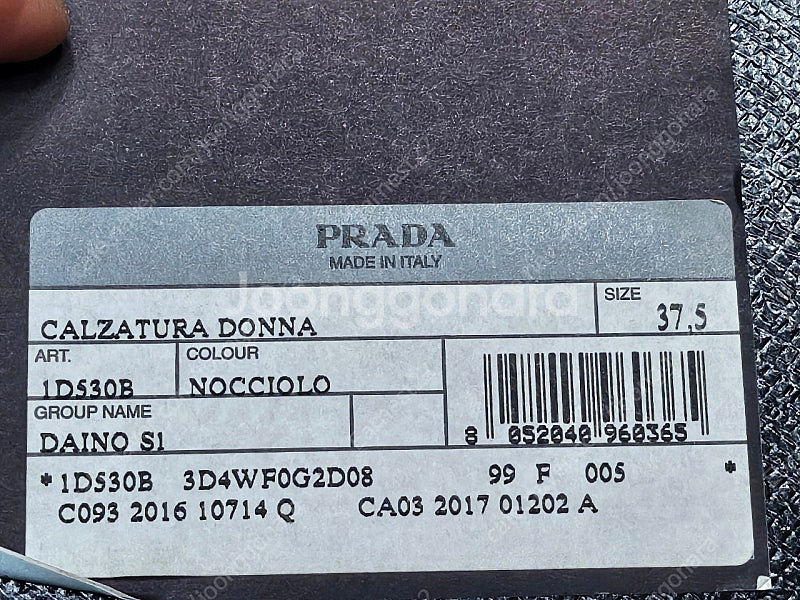 PRADA
MADE IN ITALY
Joonggonara
CALZATURA DONNA
SIZE
37,5
ART.
1D530B
COLOUR
NOCCIOLO
GROUP NAME
DAINO S1
8 052040 960365
*1D530B 3D4WF0G2D08 99 F 005 *
C093 2016 10714 Q CA03 2017 01202 A